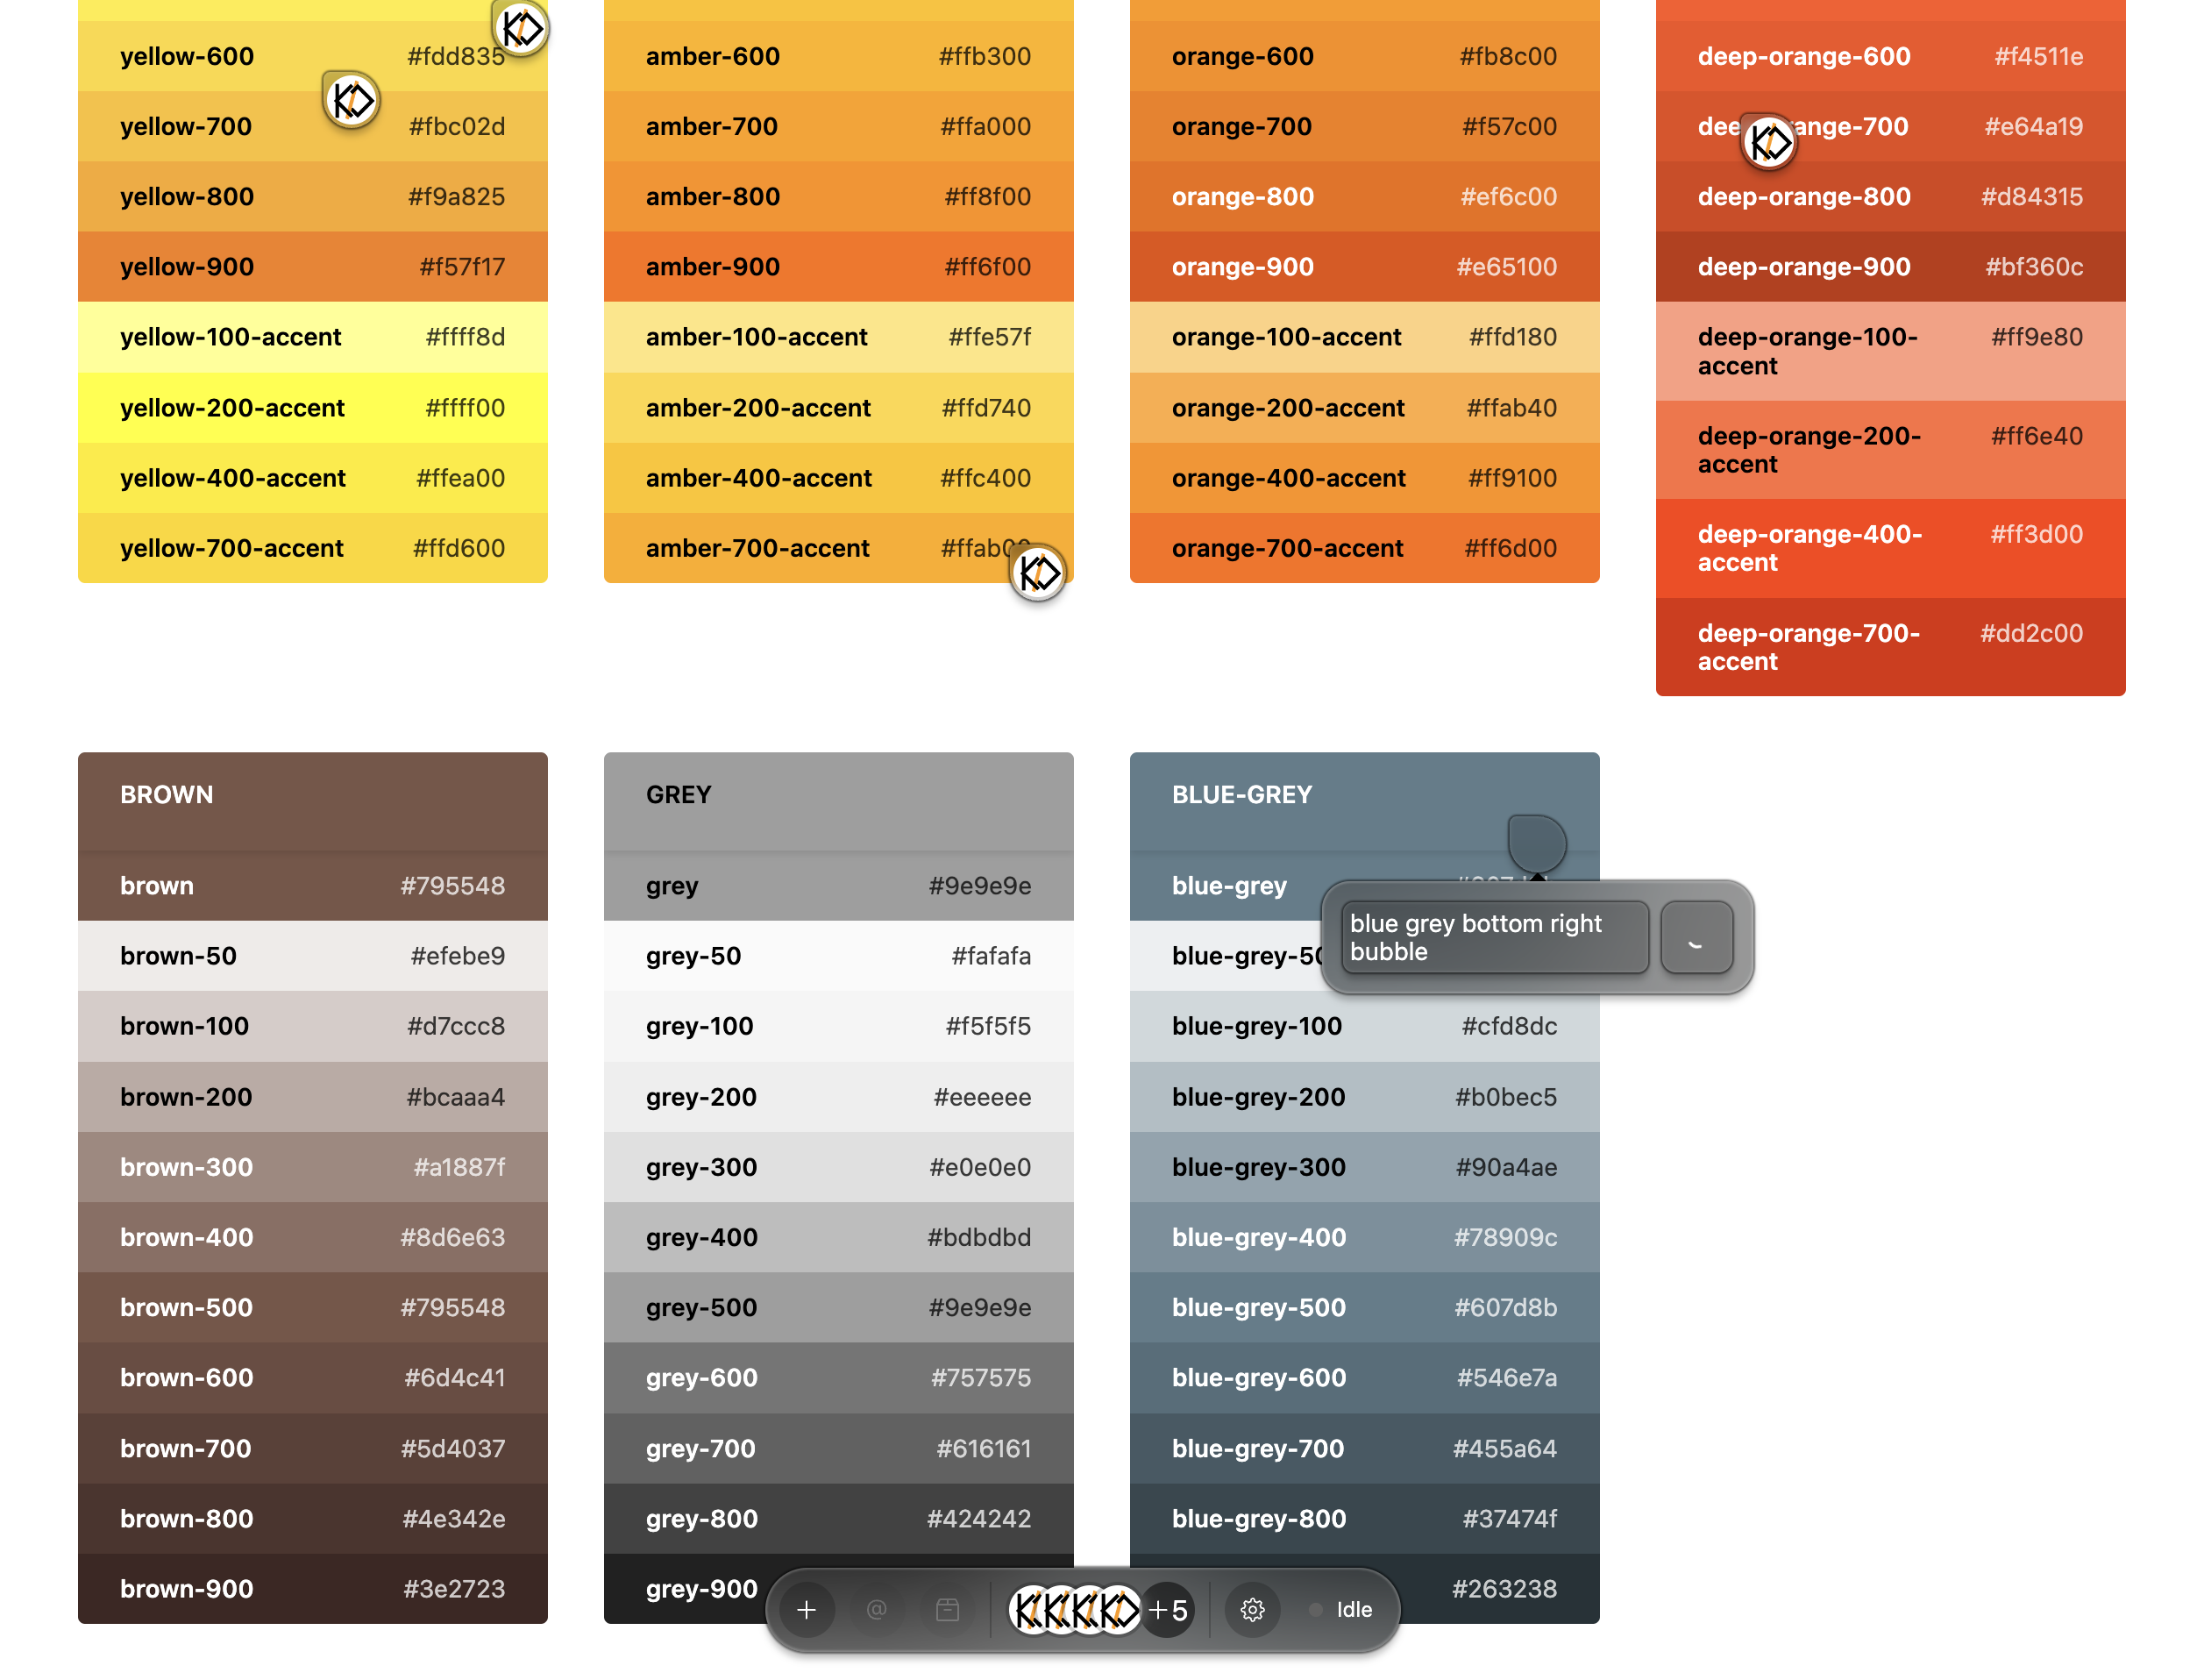 yellow-600 #fdd835
yellow-700 #fbc02d
yellow-800 #f9a825
yellow-900 #f57f17
yellow-100-accent #ffff8d
yellow-200-accent #ffff00
yellow-400-accent #ffea00
yellow-700-accent #ffd600
amber-600 #ffb300
amber-700 #ffa000
amber-800 #ff8f00
amber-900 #ff6f00
amber-100-accent #ffe57f
amber-200-accent #ffd740
amber-400-accent #ffc400
amber-700-accent
orange-600 #fb8c00
orange-700 #f57c00
orange-800 #ef6c00
orange-900 #e65100
orange-100-accent #ffd180
orange-200-accent #ffab40
orange-400-accent #ff9100
orange-700-accent #ff6d00
deep-orange-600 #f4511e
#e64a19
deep-orange-800 #d84315
deep-orange-900 #bf360c
deep-orange-100- #ff9e80
accent
deep-orange-200- #ff6e40
accent
deep-orange-400- #ff3d00
accent
deep-orange-700- #dd2c00
accent
BROWN
brown #795548
brown-50 #efebe9
brown-100 #d7ccc8
brown-200 #bcaaa4
brown-300 #a1887f
brown-400 #8d6e63
brown-500 #795548
brown-600 #6d4c41
brown-700 #5d4037
brown-800 #4e342e
brown-900 #3e2723
GREY
grey #9e9e9e
grey-50 #fafafa
grey-100 #f5f5f5
grey-200 #eeeeee
grey-300 #e0e0e0
grey-400 #bdbdbd
grey-500 #9e9e9e
grey-600 #757575
grey-700 #616161
grey-800 #424242
grey-900
BLUE-GREY
blue-grey
blue grey bottom right
bubble
blue-grey-50
blue-grey-100 #cfd8dc
blue-grey-200 #b0bec5
blue-grey-300 #90a4ae
blue-grey-400 #78909c
blue-grey-500 #607d8b
blue-grey-600 #546e7a
blue-grey-700 #455a64
blue-grey-800 #37474f
#263238
+ @ +5 Idle